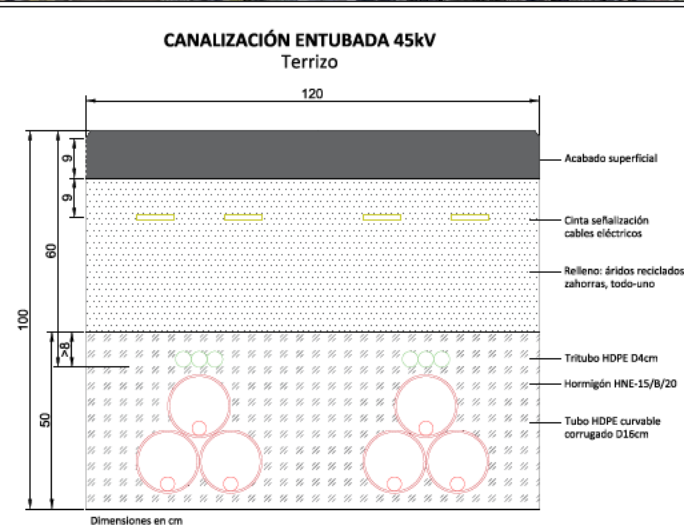 CANALIZACIÓN ENTUBADA 45kV
Terrizo
120
9
9
60
100
>8
50
Acabado superficial
Cinta señalización
cables eléctricos
Relleno: áridos reciclados
zahorras, todo-uno
Tritubo HDPE D4cm
Hormigón HNE-15/B/20
Tubo HDPE curvable
corrugado D16cm
Dimensiones en cm